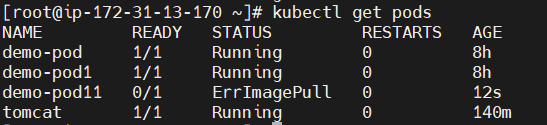 [root@ip-172-31-13-170 ~]# kubectl get pods
NAME READY STATUS RESTARTS AGE
demo-pod 1/1 Running 0 8h
demo-pod1 1/1 Running 0 8h
demo-pod11 0/1 ErrImagePull 0 12s
tomcat 1/1 Running 0 140m